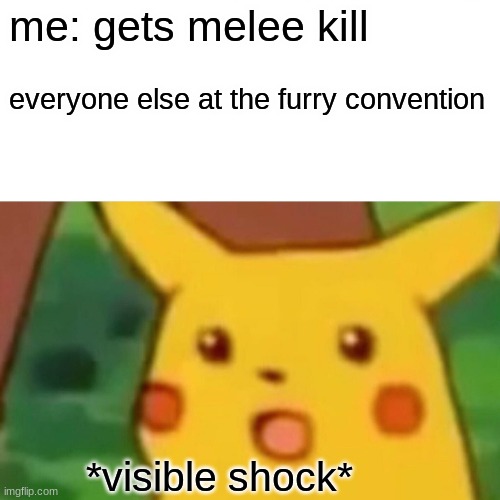 me: gets melee kill
everyone else at the furry convention
*visible shock*
imgflip.com